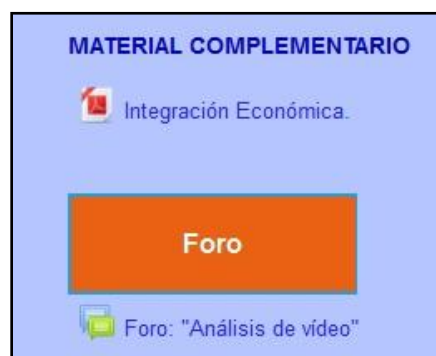 MATERIAL COMPLEMENTARIO
Integración Económica.
Foro
Foro: "Análisis de vídeo"